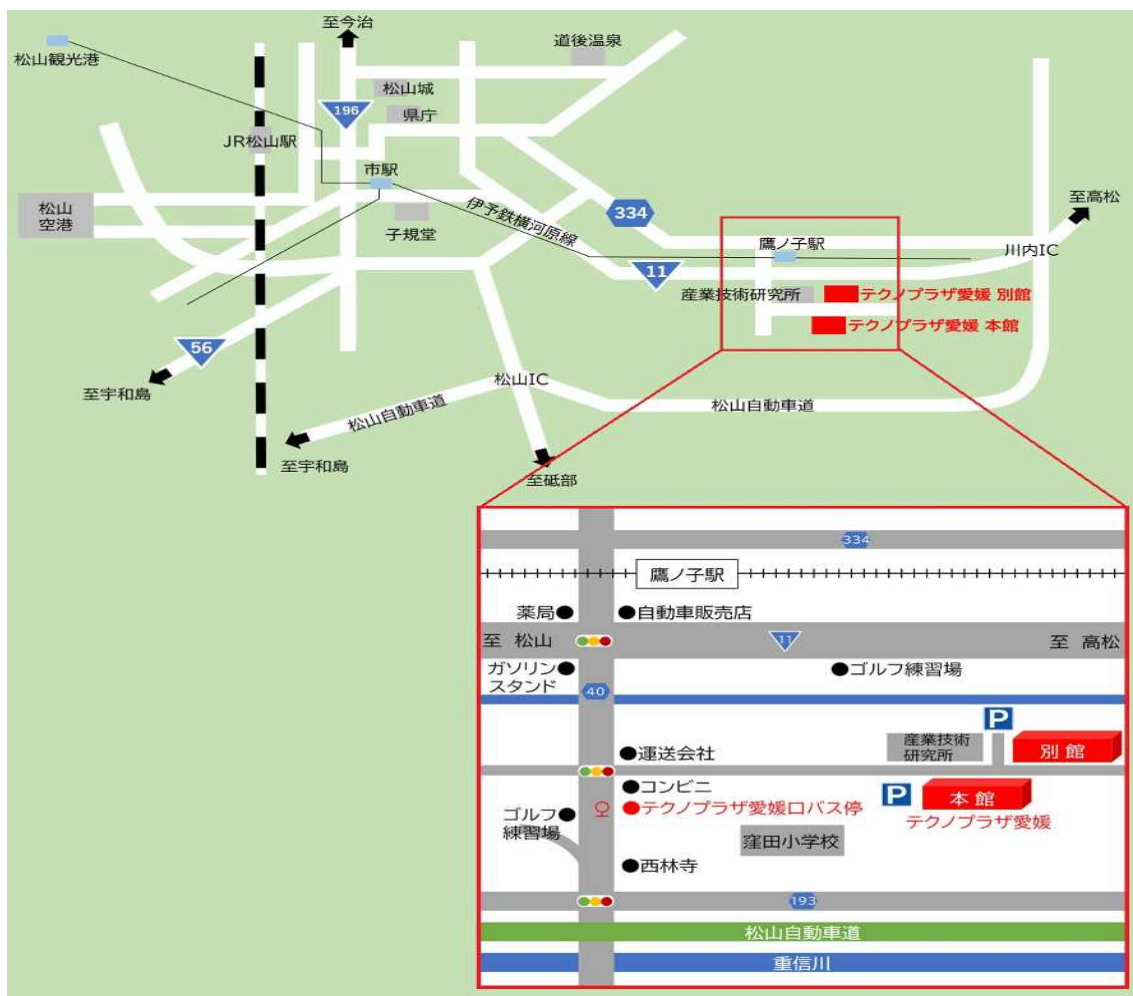 至今治
松山観光港
道後温泉
松山城
196
県庁
JR松山駅
市駅
至高松
松山
空港
334
伊予鉄横河原線
子規堂
鷹ノ子駅
川内IC
11
産業技術研究所
テクノプラザ愛媛 別館
テクノプラザ愛媛 本館
56
松山IC
至宇和島
松山自動車道
松山自動車道
至宇和島
至砥部
334
鷹ノ子駅
薬局
自動車販売店
至 松山
11
至 高松
ガソリン
スタンド
ゴルフ練習場
40
P
産業技術
研究所
別館
運送会社
コンビニ
P
本館
テクノプラザ愛媛口バス停
テクノプラザ愛媛
ゴルフ
練習場
窪田小学校
西林寺
193
松山自動車道
重信川